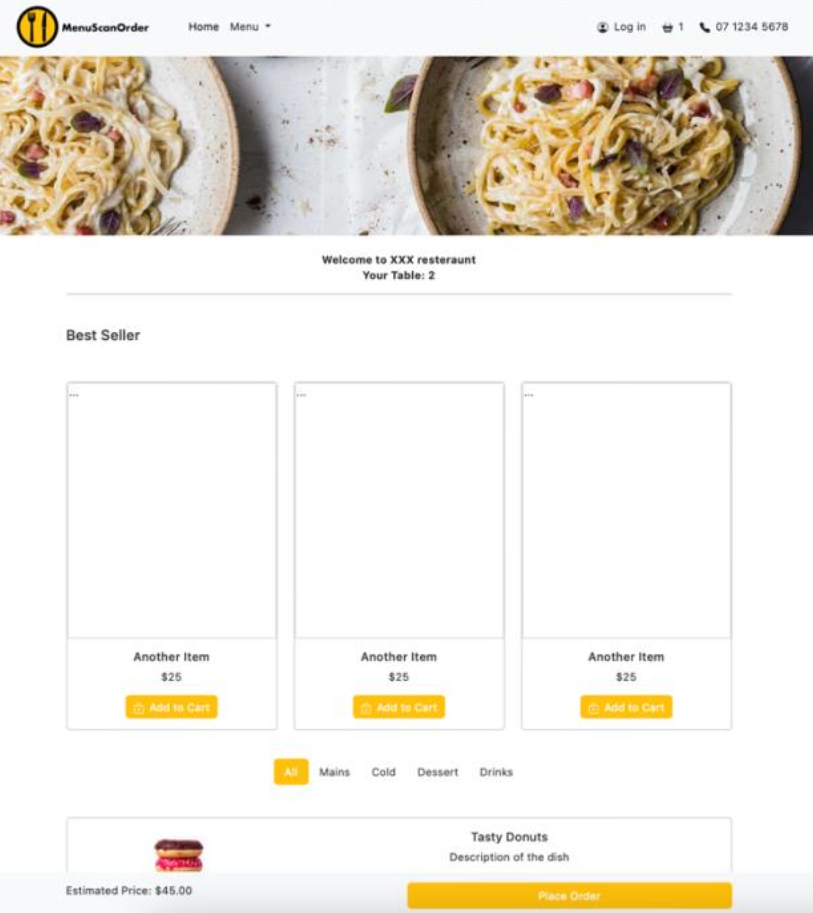 MenuScanOrder Home Menu Log in 1 07 1234 5678
Welcome to XXX resteraunt
Your Table: 2
Best Seller
... ... ...
Another Item Another Item Another Item
$25 $25 $25
Add to Cart Add to Cart Add to Cart
All Mains Cold Dessert Drinks
Tasty Donuts
Description of the dish
Estimated Price: $45.00 Place Order